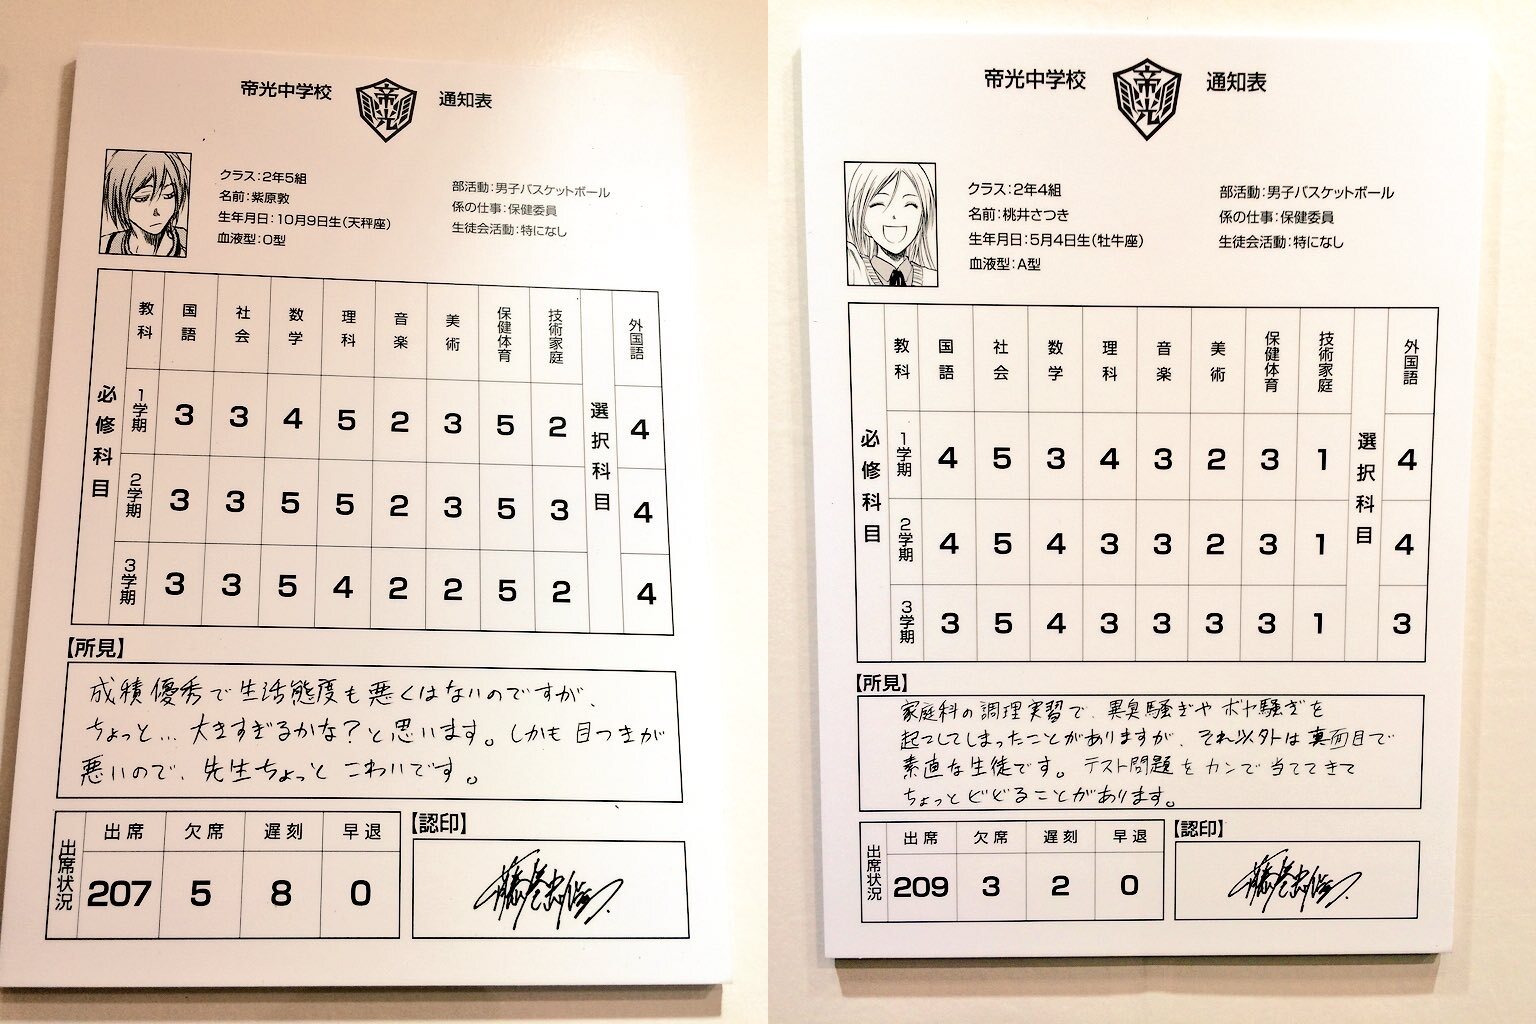 帝光中学校 帝光 通知表
クラス：2年5組
名前：紫原敦
生年月日：10月9日生（天秤座）
血液型：O型
部活動：男子バスケットボール
係の仕事：保健委員
生徒会活動：特になし
必修科目 教科 国語 社会 数学 理科 音楽 美術 保健体育 技術家庭 選択科目 外国語
1学期 3 3 4 5 2 3 5 2 4
2学期 3 3 5 5 2 3 5 3 4
3学期 3 3 5 4 2 2 5 2 4
【所見】
成積優秀で生活態度も悪くはないのですが、
ちょっと…大きすぎるかな？と思います。しかも目つきが
悪いので、先生ちょっとこわいです。
出席状況 出席 欠席 遅刻 早退
207 5 8 0
【認印】
帝光中学校 帝光 通知表
クラス：2年4組
名前：桃井さつき
生年月日：5月4日生（牡牛座）
血液型：A型
部活動：男子バスケットボール
係の仕事：保健委員
生徒会活動：特になし
必修科目 教科 国語 社会 数学 理科 音楽 美術 保健体育 技術家庭 選択科目 外国語
1学期 4 5 3 4 3 2 3 1 4
2学期 4 5 4 3 3 2 3 1 4
3学期 3 5 4 3 3 3 3 1 3
【所見】
家庭科の調理実習で、異臭騒ぎやボヤ騒ぎを
起こしてしまったことがありますが、それ以外は真面目で
素直な生徒です。テスト問題をカンで当ててきて
ちょっとビビることがあります。
出席状況 出席 欠席 遅刻 早退
209 3 2 0
【認印】